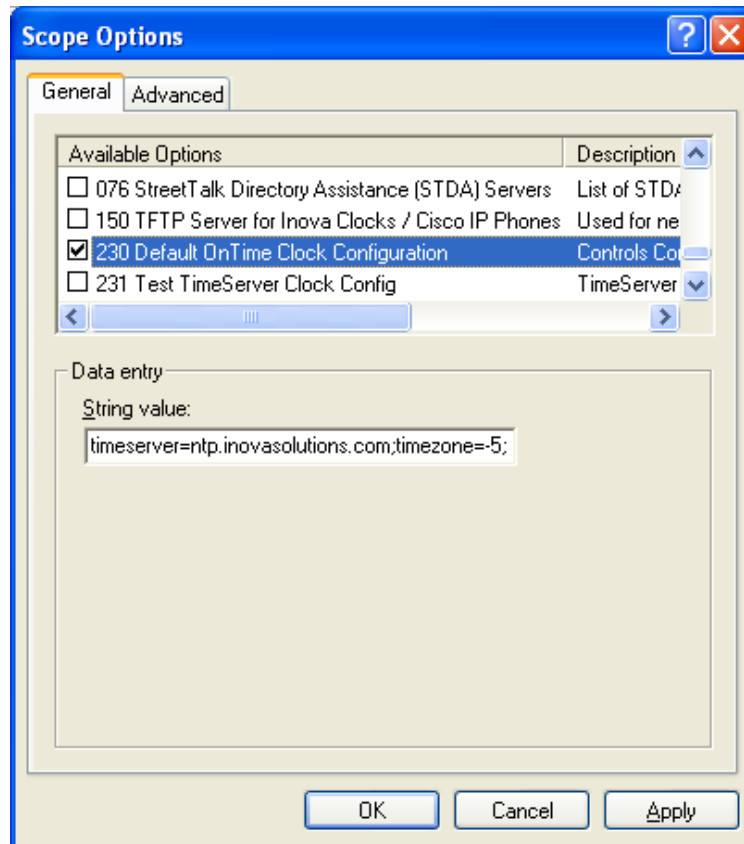 Scope Options
General Advanced
Available Options Description
076 StreetTalk Directory Assistance (STDA) Servers List of STDA
150 TFTP Server for Inova Clocks / Cisco IP Phones Used for ne
230 Default OnTime Clock Configuration Controls Co
231 Test TimeServer Clock Config TimeServer
Data entry
String value:
timeserver=ntp.inovasolutions.com;timezone=-5;
OK Cancel Apply